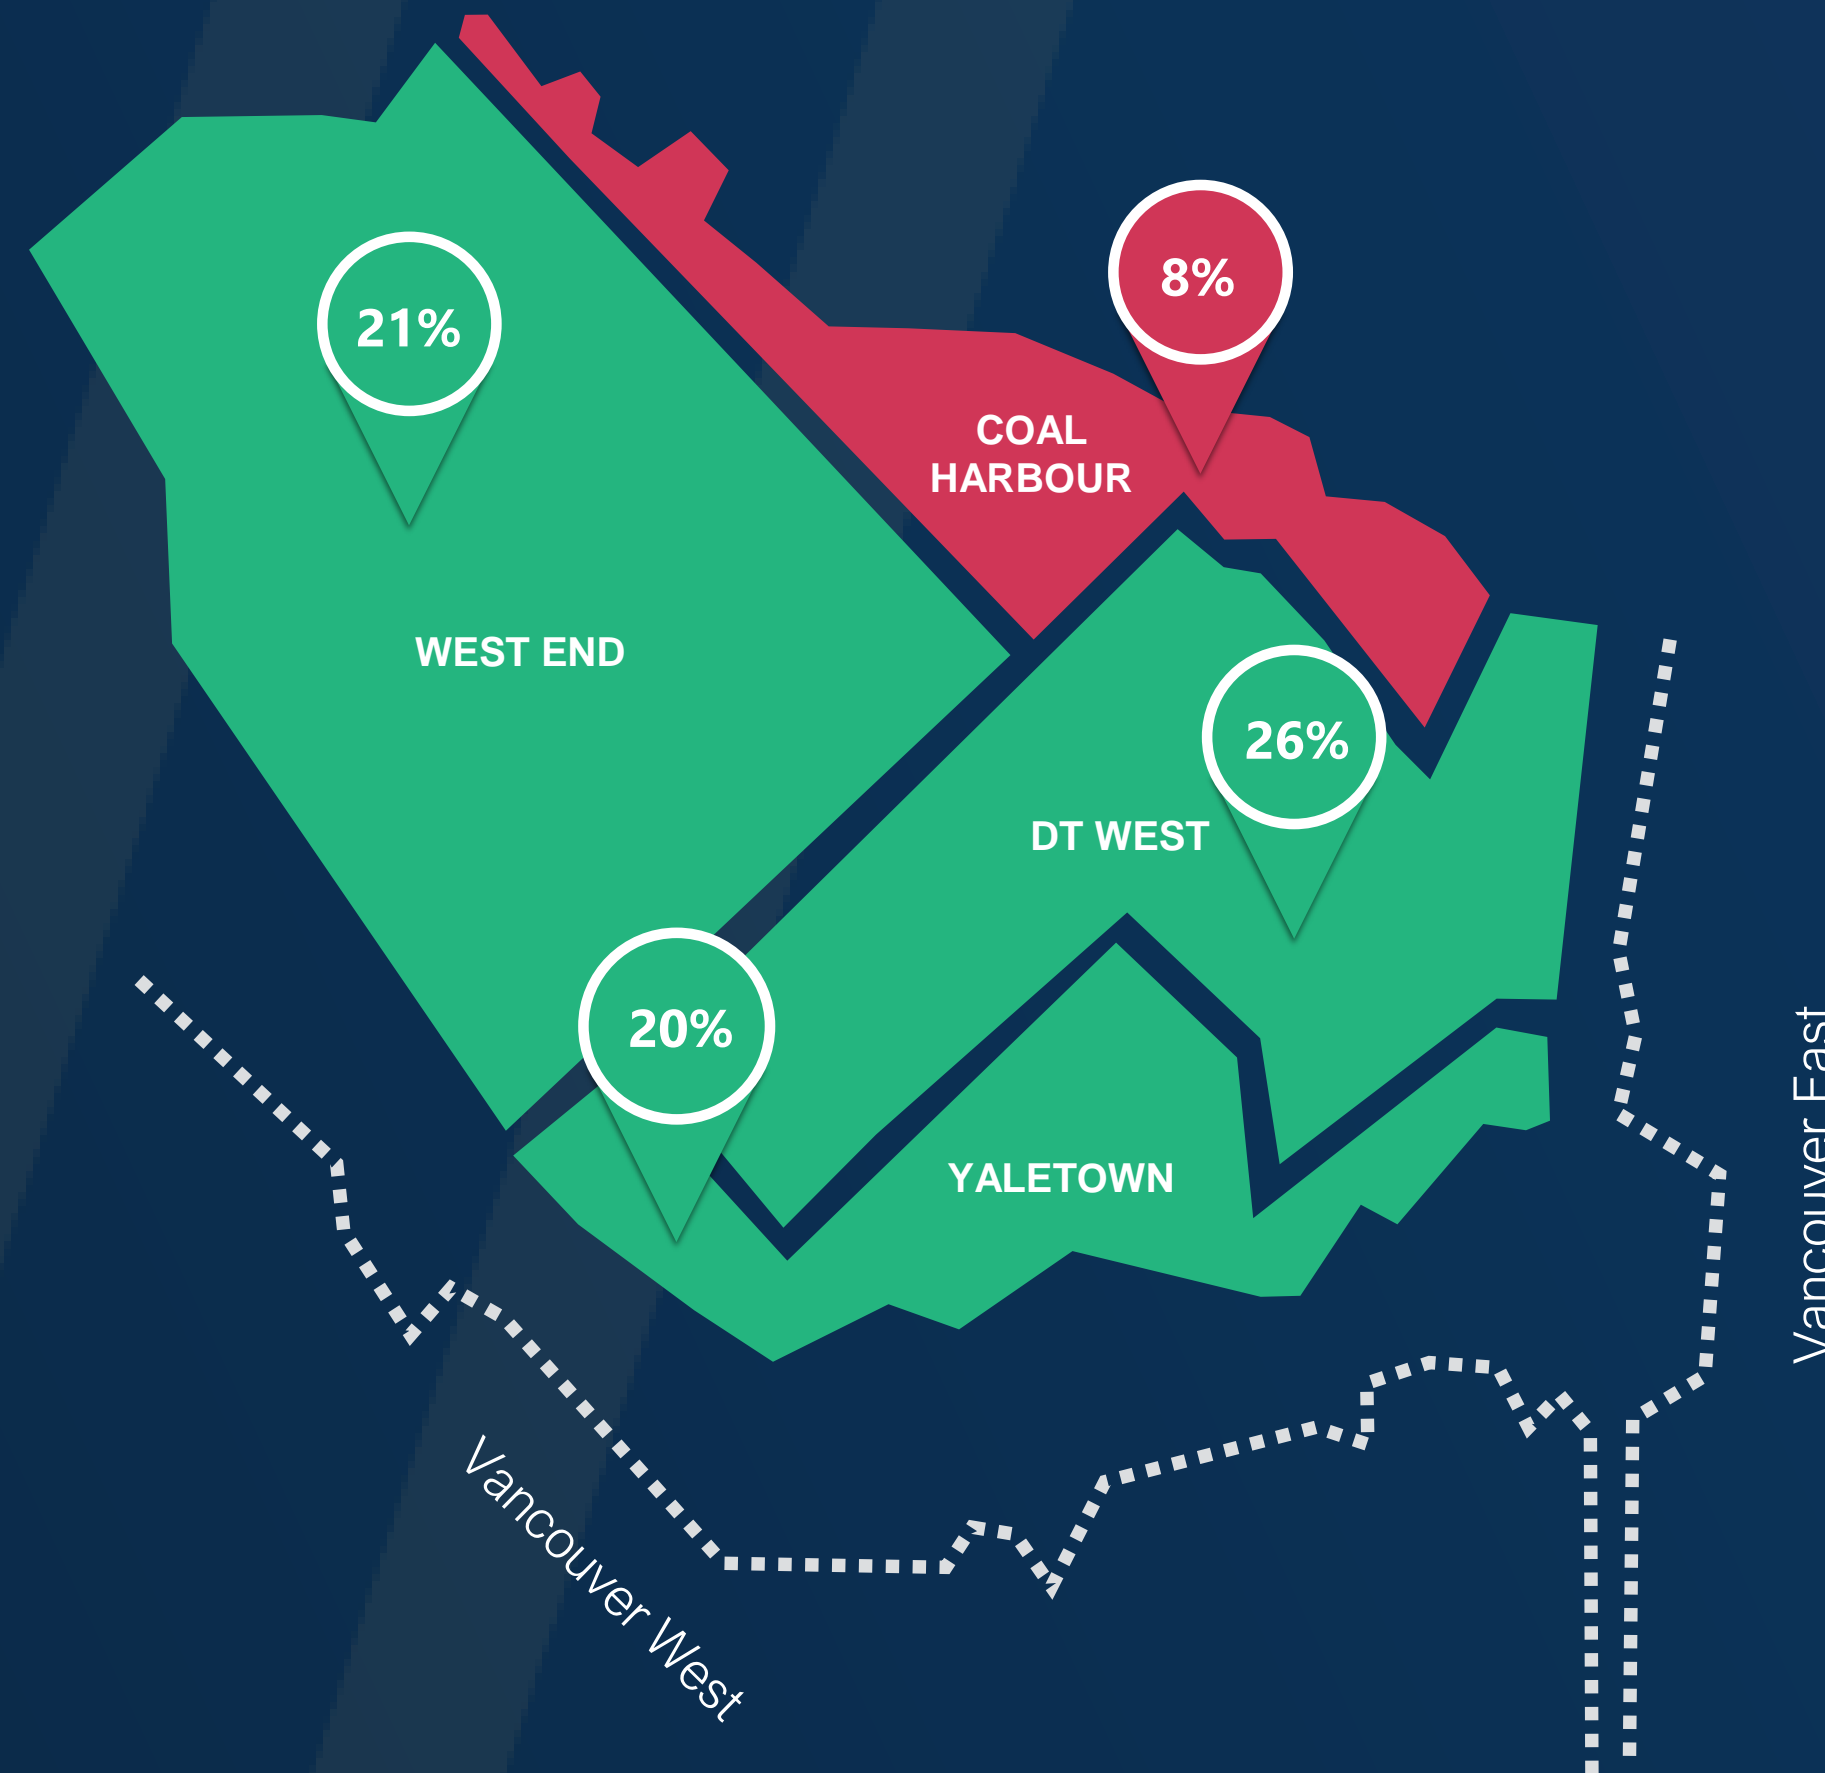 21%
8%
COAL
HARBOUR
WEST END
26%
DT WEST
20%
YALETOWN
Vancouver East
Vancouver West